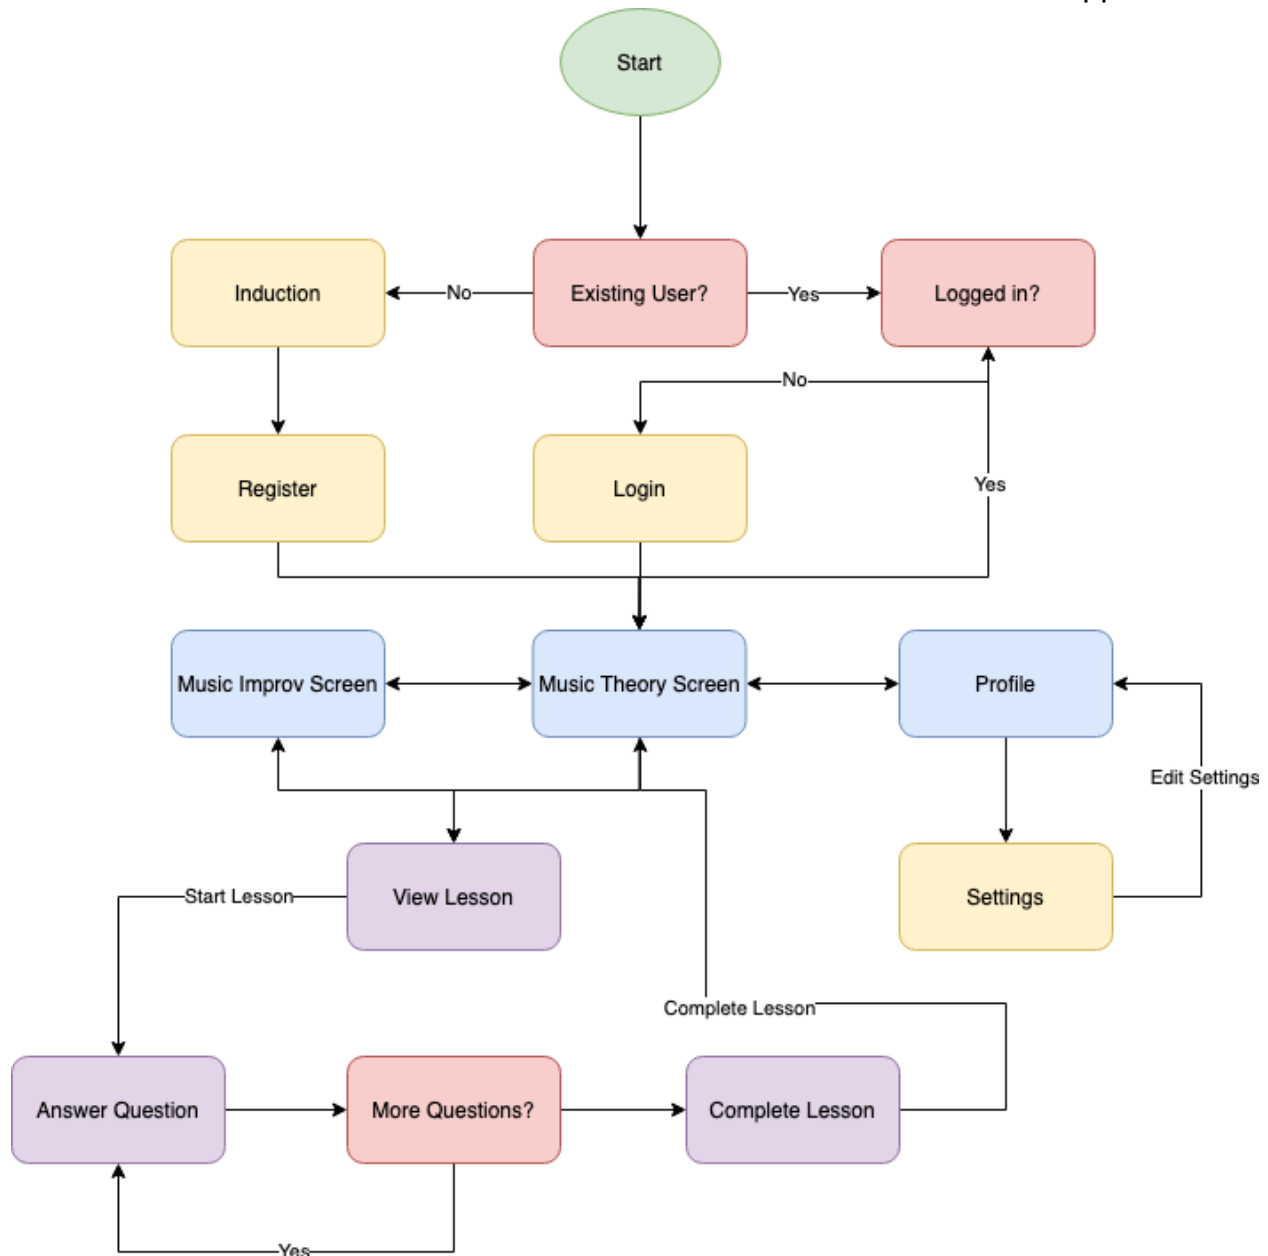 Start
Induction
No
Existing User?
Yes
Logged in?
No
Register
Login
Yes
Music Improv Screen
Music Theory Screen
Profile
Edit Settings
Start Lesson
View Lesson
Settings
Complete Lesson
Answer Question
More Questions?
Complete Lesson
Yes